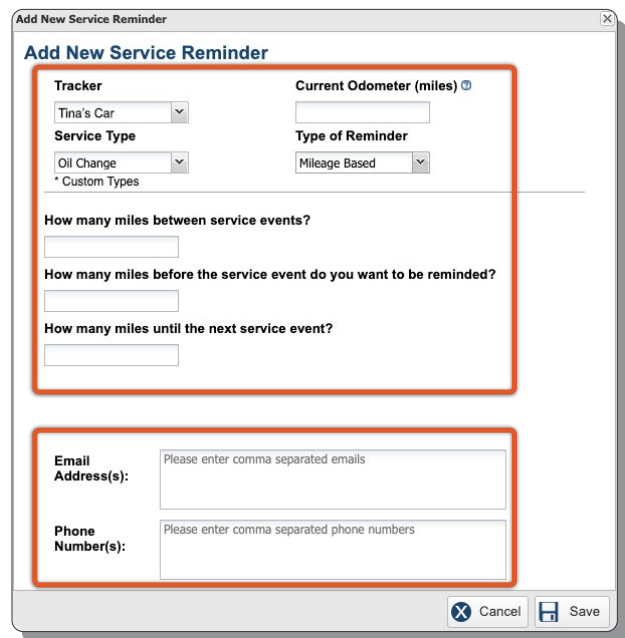 Add New Service Reminder
Add New Service Reminder
Tracker
Current Odometer (miles)
Tina's Car
Service Type
Type of Reminder
Oil Change
Mileage Based
* Custom Types
How many miles between service events?
How many miles before the service event do you want to be reminded?
How many miles until the next service event?
Email
Address(s):
Please enter comma separated emails
Phone
Number(s):
Please enter comma separated phone numbers
Cancel
Save